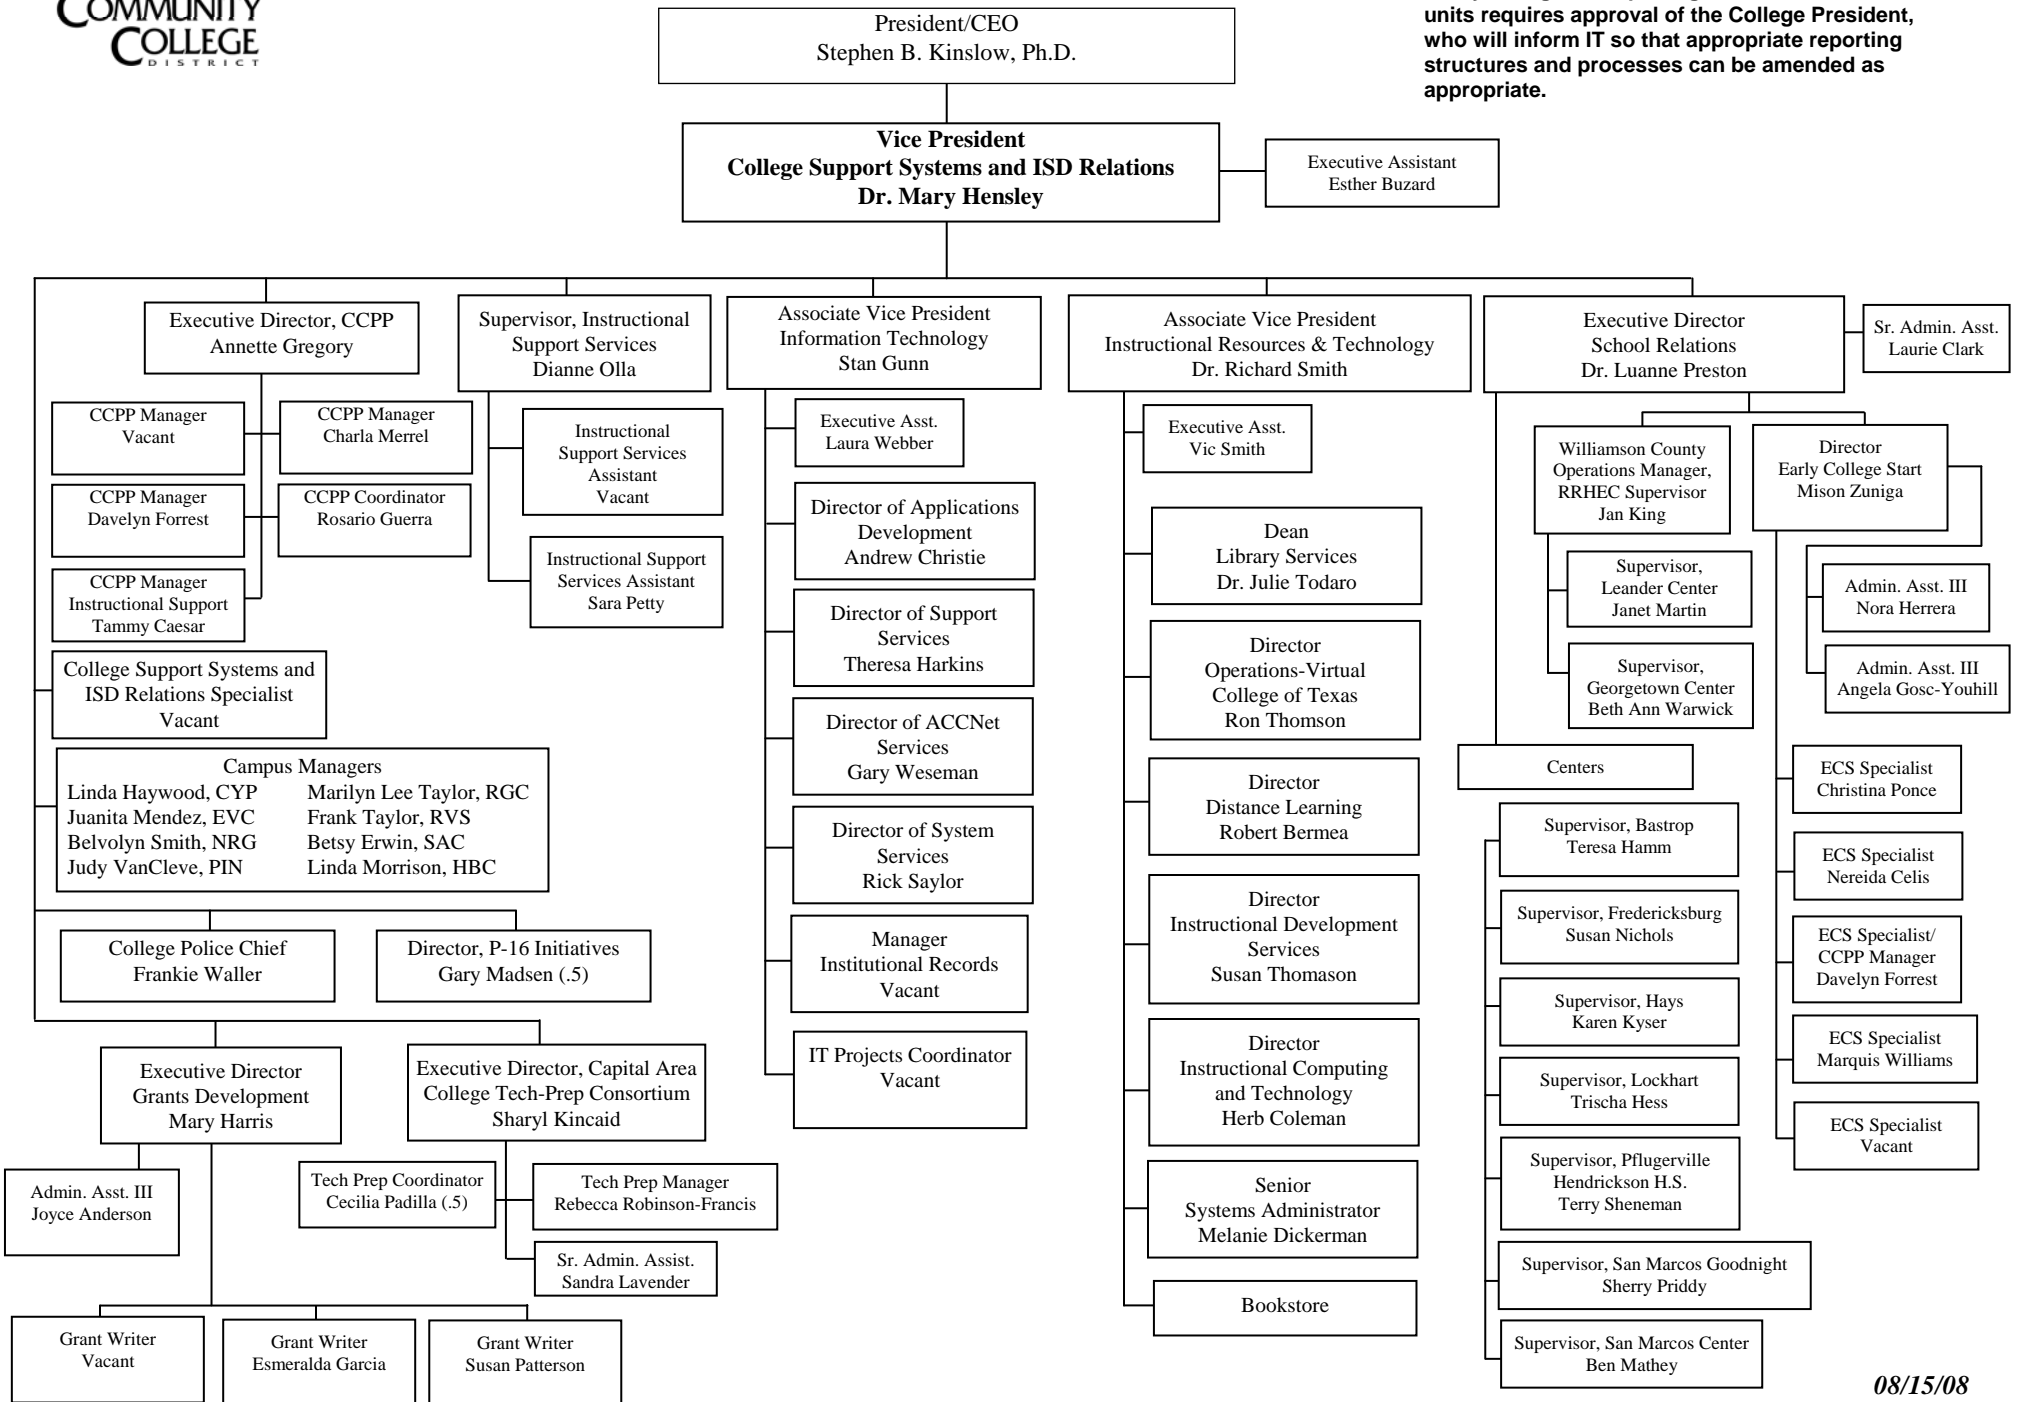 COMMUNITY
COLLEGE
DISTRICT
President/CEO
Stephen B. Kinslow, Ph.D.
units requires approval of the College President,
who will inform IT so that appropriate reporting
structures and processes can be amended as
appropriate.
Vice President
College Support Systems and ISD Relations
Dr. Mary Hensley
Executive Assistant
Esther Buzard
Executive Director, CCPP
Annette Gregory
CCPP Manager
Vacant
CCPP Manager
Charla Merrel
CCPP Manager
Davelyn Forrest
CCPP Coordinator
Rosario Guerra
CCPP Manager
Instructional Support
Tammy Caesar
Supervisor, Instructional
Support Services
Dianne Olla
Instructional
Support Services
Assistant
Vacant
Instructional Support
Services Assistant
Sara Petty
College Support Systems and
ISD Relations Specialist
Vacant
Campus Managers
Linda Haywood, CYP Marilyn Lee Taylor, RGC
Juanita Mendez, EVC Frank Taylor, RVS
Belvolyn Smith, NRG Betsy Erwin, SAC
Judy VanCleve, PIN Linda Morrison, HBC
College Police Chief
Frankie Waller
Director, P-16 Initiatives
Gary Madsen (.5)
Executive Director
Grants Development
Mary Harris
Admin. Asst. III
Joyce Anderson
Grant Writer
Vacant
Grant Writer
Esmeralda Garcia
Grant Writer
Susan Patterson
Executive Director, Capital Area
College Tech-Prep Consortium
Sharyl Kincaid
Tech Prep Coordinator
Cecilia Padilla (.5)
Tech Prep Manager
Rebecca Robinson-Francis
Sr. Admin. Assist.
Sandra Lavender
Associate Vice President
Information Technology
Stan Gunn
Executive Asst.
Laura Webber
Director of Applications
Development
Andrew Christie
Director of Support
Services
Theresa Harkins
Director of ACCNet
Services
Gary Weseman
Director of System
Services
Rick Saylor
Manager
Institutional Records
Vacant
IT Projects Coordinator
Vacant
Associate Vice President
Instructional Resources & Technology
Dr. Richard Smith
Executive Asst.
Vic Smith
Dean
Library Services
Dr. Julie Todaro
Director
Operations-Virtual
College of Texas
Ron Thomson
Director
Distance Learning
Robert Bermea
Director
Instructional Development
Services
Susan Thomason
Director
Instructional Computing
and Technology
Herb Coleman
Senior
Systems Administrator
Melanie Dickerman
Bookstore
Executive Director
School Relations
Dr. Luanne Preston
Sr. Admin. Asst.
Laurie Clark
Williamson County
Operations Manager,
RRHEC Supervisor
Jan King
Supervisor,
Leander Center
Janet Martin
Supervisor,
Georgetown Center
Beth Ann Warwick
Director
Early College Start
Mison Zuniga
Admin. Asst. III
Nora Herrera
Admin. Asst. III
Angela Gosc-Youhill
Centers
Supervisor, Bastrop
Teresa Hamm
Supervisor, Fredericksburg
Susan Nichols
Supervisor, Hays
Karen Kyser
Supervisor, Lockhart
Trischa Hess
Supervisor, Pflugerville
Hendrickson H.S.
Terry Sheneman
Supervisor, San Marcos Goodnight
Sherry Priddy
Supervisor, San Marcos Center
Ben Mathey
ECS Specialist
Christina Ponce
ECS Specialist
Nereida Celis
ECS Specialist/
CCPP Manager
Davelyn Forrest
ECS Specialist
Marquis Williams
ECS Specialist
Vacant
08/15/08